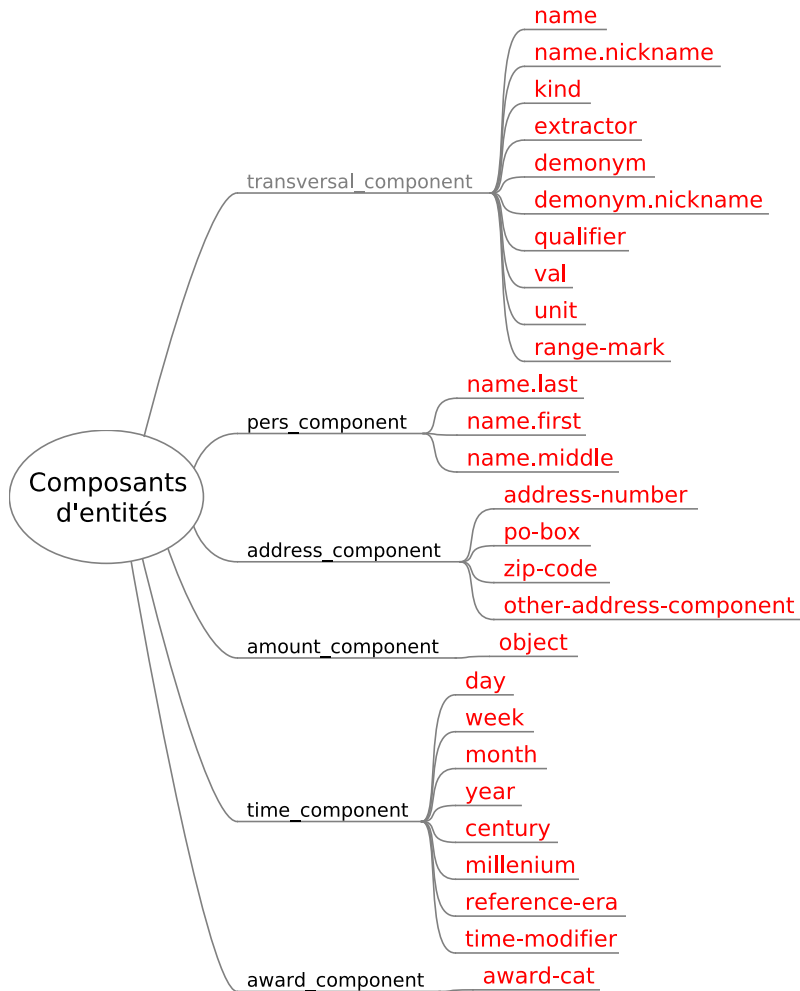 name
name.nickname
kind
extractor
demonym
transversal_component
demonym.nickname
qualifier
val
unit
range-mark
name.last
pers_component
name.first
name.middle
Composants
d'entités
address-number
po-box
address_component
zip-code
other-address-component
amount_component
object
day
week
month
year
time_component
century
millenium
reference-era
time-modifier
award_component
award-cat